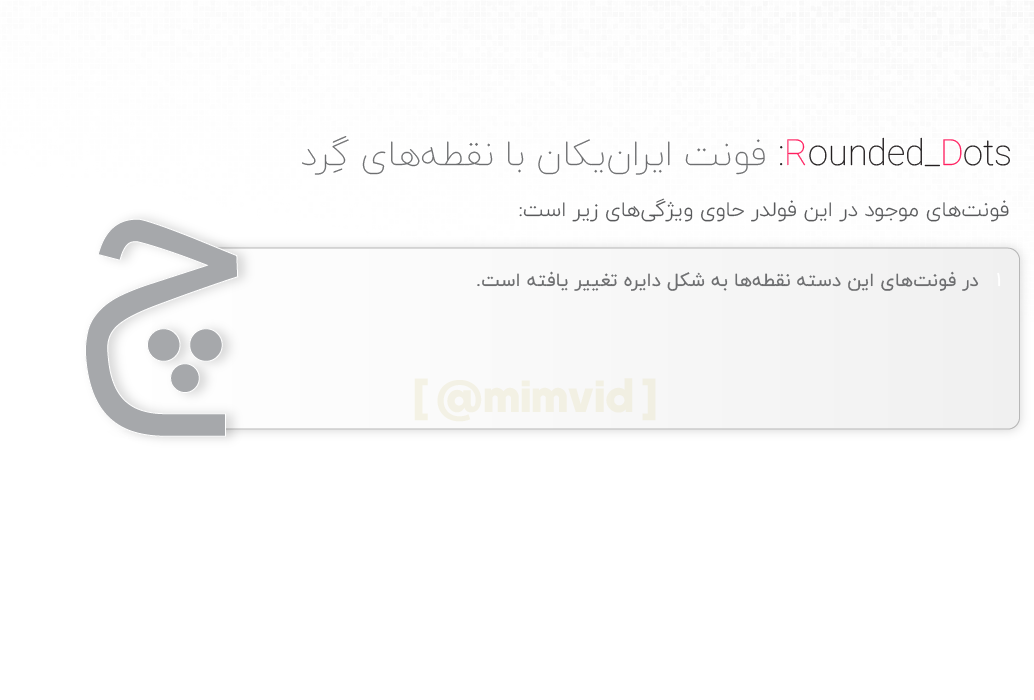 Rounded_Dots: فونت ایران‌یکان با نقطه‌های گِرد
فونت‌های موجود در این فولدر حاوی ویژگی‌های زیر است:
۱ در فونت‌های این دسته نقطه‌ها به شکل دایره تغییر یافته است.
چ
[ @mimvid ]